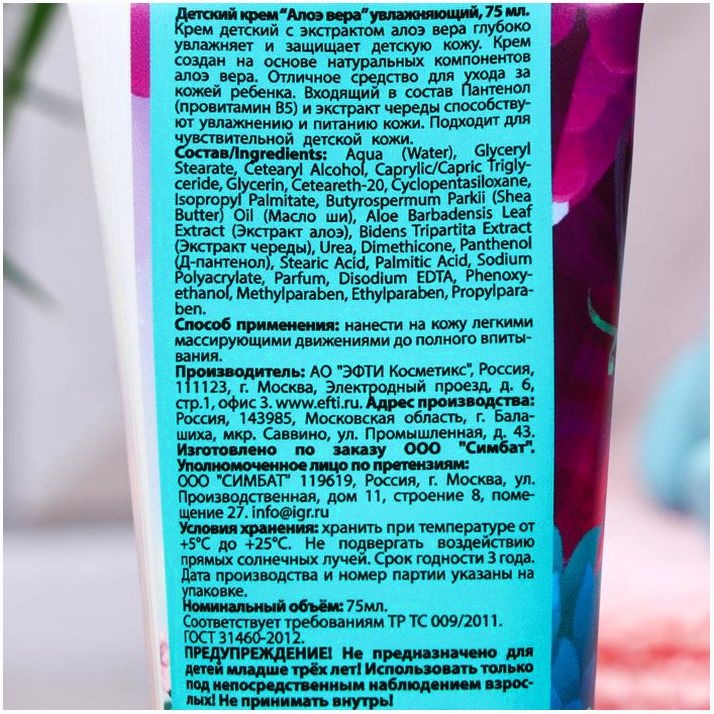 Детский крем "Алоэ вера" увлажняющий, 75 мл.
Крем детский с экстрактом алоэ вера глубоко
увлажняет и защищает детскую кожу. Крем
создан на основе натуральных компонентов
алоэ вера. Отличное средство для ухода за
кожей ребенка. Входящий в состав Пантенол
(провитамин В5) и экстракт череды способству-
ют увлажнению и питанию кожи. Подходит для
чувствительной детской кожи.
Состав/Ingredients: Aqua (Water), Glyceryl
Stearate, Cetearyl Alcohol, Caprylic/Capric Trigly-
ceride, Glycerin, Ceteareth-20, Cyclopentasiloxane,
Isopropyl Palmitate, Butyrospermum Parkii (Shea
Butter) Oil (Масло ши), Aloe Barbadensis Leaf
Extract (Экстракт алоэ), Bidens Tripartita Extract
(Экстракт череды), Urea, Dimethicone, Panthenol
(Д-пантенол), Stearic Acid, Palmitic Acid, Sodium
Polyacrylate, Parfum, Disodium EDTA, Phenoxy-
ethanol, Methylparaben, Ethylparaben, Propylpara-
ben.
Способ применения: нанести на кожу легкими
массирующими движениями до полного впиты-
вания.
Производитель: АО "ЭФТИ Косметикс", Россия,
111123, г. Москва, Электродный проезд, д. 6,
стр.1, офис 3. www.efti.ru. Адрес производства:
Россия, 143985, Московская область, г. Бала-
шиха, мкр. Саввино, ул. Промышленная, д. 43.
Изготовлено по заказу ООО "Симбат".
Уполномоченное лицо по претензиям:
ООО "СИМБАТ" 119619, Россия, г. Москва, ул.
Производственная, дом 11, строение 8, поме-
щение 27. info@igr.ru
Условия хранения: хранить при температуре от
+5°С до +25°С. Не подвергать воздействию
прямых солнечных лучей. Срок годности 3 года.
Дата производства и номер партии указаны на
упаковке.
Номинальный объём: 75мл.
Соответствует требованиям ТР ТС 009/2011.
ГОСТ 31460-2012.
ПРЕДУПРЕЖДЕНИЕ! Не предназначено для
детей младше трёх лет! Использовать только
под непосредственным наблюдением взрос-
лых! Не принимать внутрь!